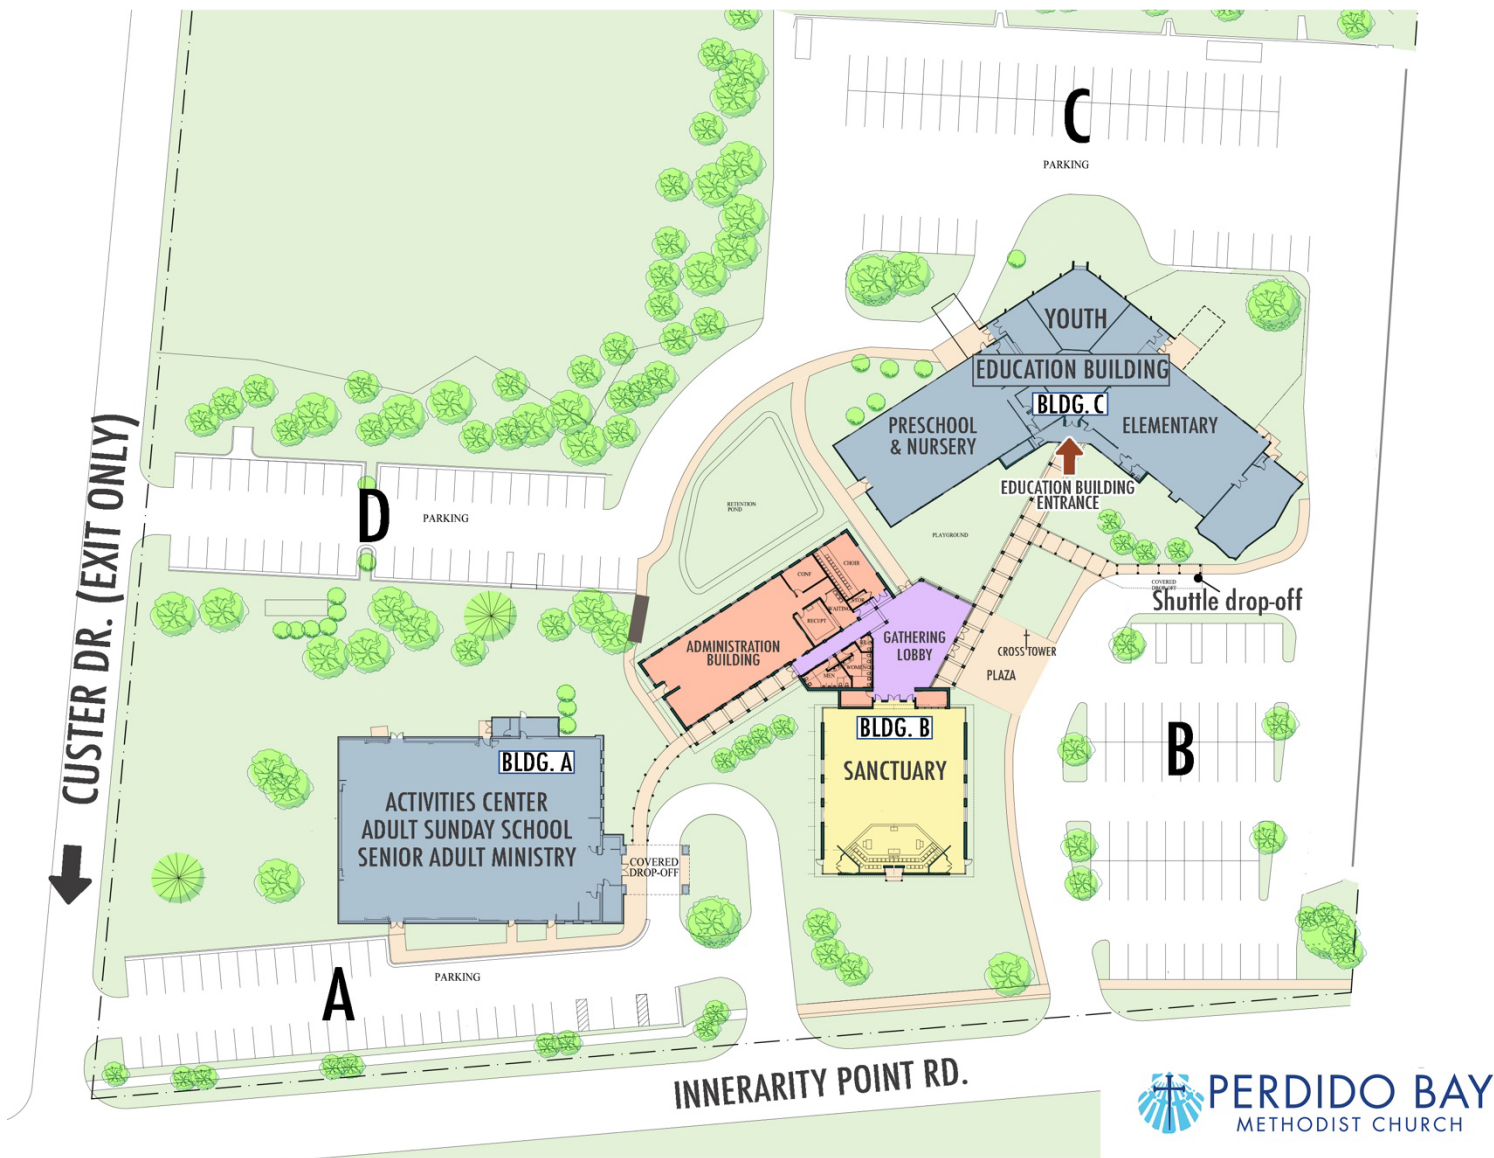 C
PARKING
YOUTH
EDUCATION BUILDING
BLDG. C
PRESCHOOL
& NURSERY
ELEMENTARY
EDUCATION BUILDING
ENTRANCE
CUSTER DR. (EXIT ONLY)
D
PARKING
RETENTION
POND
PLAYGROUND
COVERED
DROP-OFF
Shuttle drop-off
CONF
CHOIR
STOR
WAITING
RECEPT
ADMINISTRATION
BUILDING
WOMEN
MEN
GATHERING
LOBBY
CROSS TOWER
PLAZA
BLDG. B
SANCTUARY
B
BLDG. A
ACTIVITIES CENTER
ADULT SUNDAY SCHOOL
SENIOR ADULT MINISTRY
COVERED
DROP-OFF
PARKING
A
INNERARITY POINT RD.
PERDIDO BAY
METHODIST CHURCH